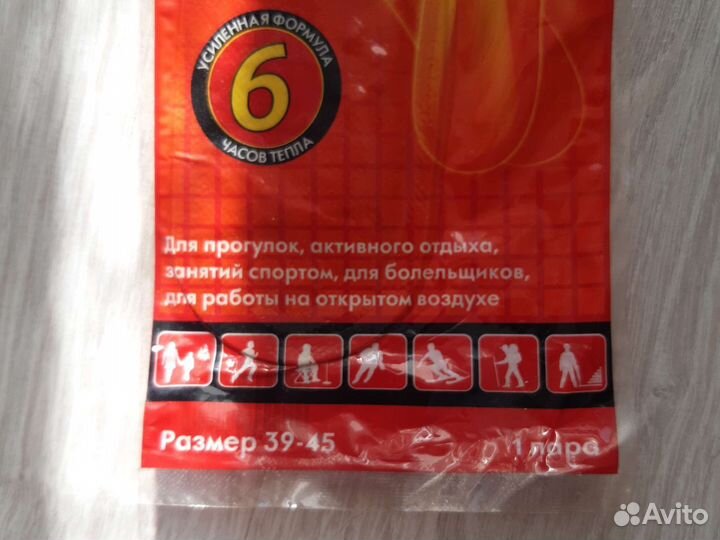 УСИЛЕННАЯ ФОРМУЛА
6
ЧАСОВ ТЕПЛА
Для прогулок, активного отдыха,
занятий спортом, для болельщиков,
для работы на открытом воздухе
Размер 39-45
1 пара
Avito